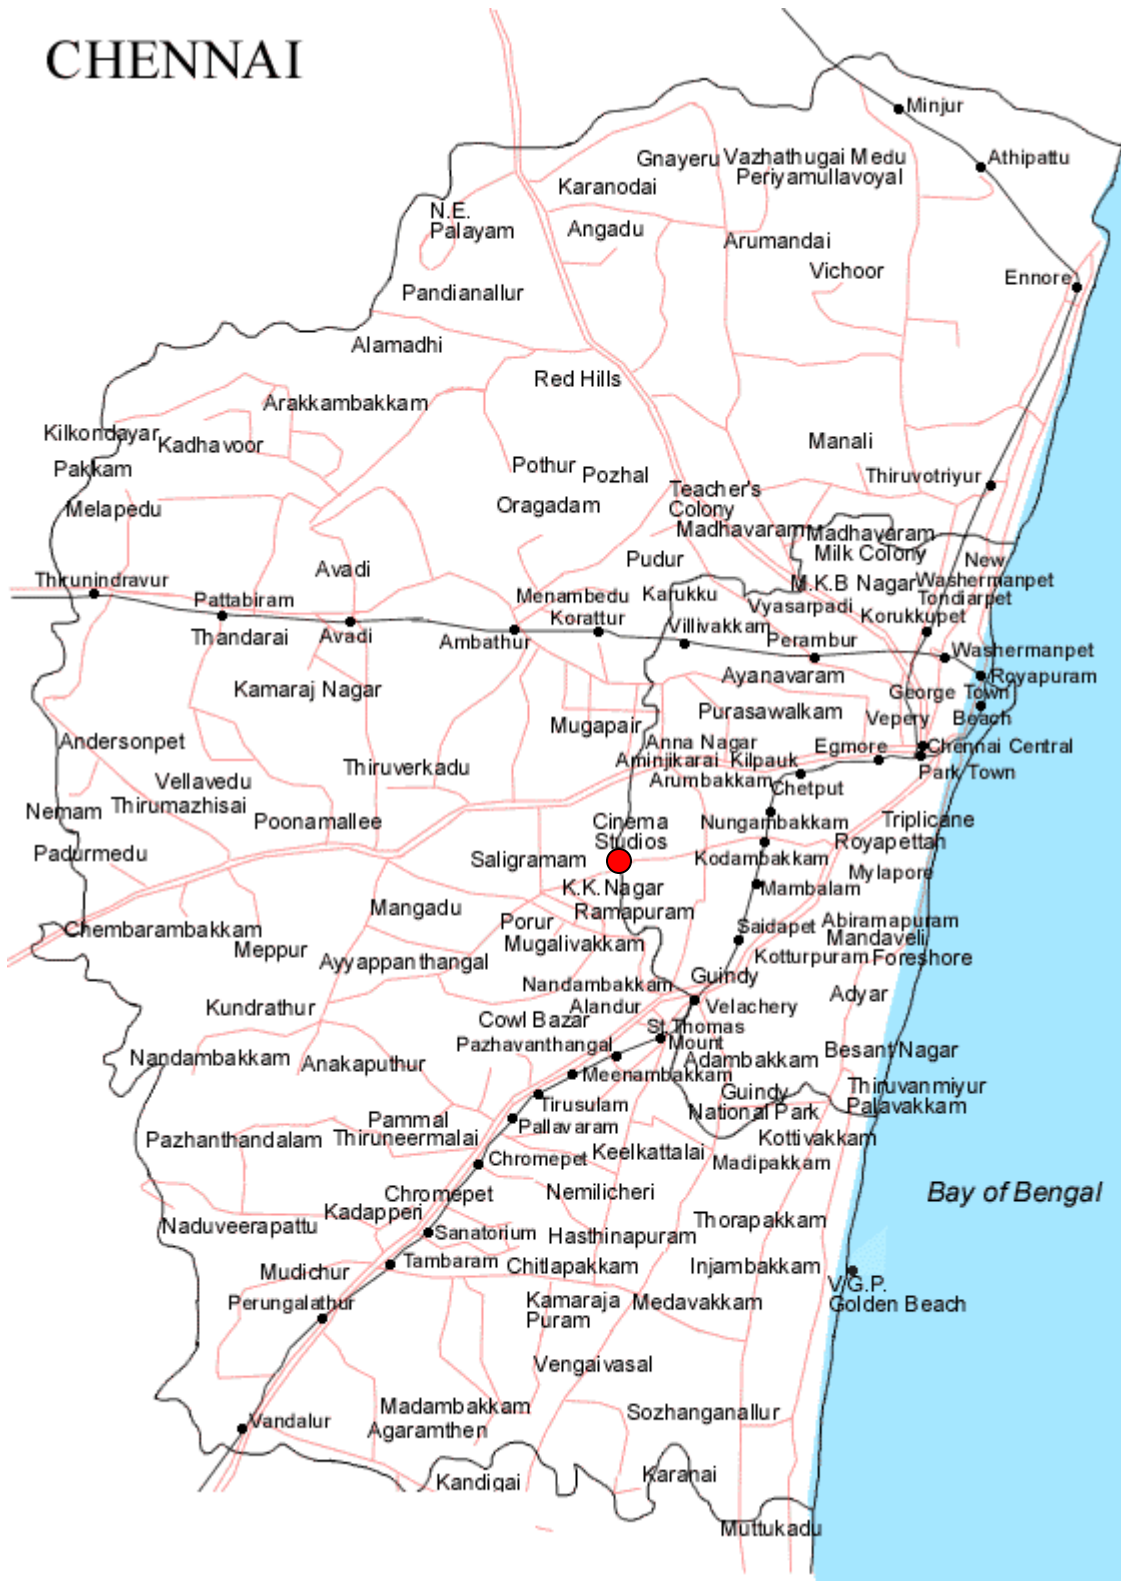 CHENNAI
Minjur
Gnayeru
Vazhathugai Medu
Periyamullavoyal
Athipattu
Karanodai
N.E.
Palayam
Angadu
Arumandai
Vichoor
Ennore
Pandianallur
Alamadhi
Red Hills
Arakkambakkam
Kilkondayar
Kadhavoor
Manali
Pakkam
Pothur
Pozhal
Thiruvotriyur
Melapedu
Oragadam
Teacher's
Colony
Madhavaram
Madhavaram
Milk Colony
New
Washermanpet
Pudur
Avadi
Thirunindravur
Pattabiram
Menambedu
Karukku
M.K.B Nagar
Tondiarpet
Vyasarpadi
Korukkupet
Thandarai
Avadi
Ambathur
Korattur
Villivakkam
Perambur
Washermanpet
Kamaraj Nagar
Ayanavaram
Royapuram
George Town
Mugapair
Purasawalkam
Vepery
Beach
Andersonpet
Anna Nagar
Egmore
Chennai Central
Vellavedu
Thiruverkadu
Aminjikarai
Kilpauk
Park Town
Nemam
Thirumazhisai
Arumbakkam
Chetput
Poonamallee
Cinema
Studios
Nungambakkam
Triplicane
Royapettah
Padurmedu
Saligramam
Kodambakkam
Mylapore
K.K.Nagar
Mambalam
Chembarambakkam
Mangadu
Porur
Ramapuram
Saidapet
Abiramapuram
Mandaveli
Meppur
Ayyappanthangal
Mugalivakkam
Kotturpuram
Foreshore
Kundrathur
Nandambakkam
Guindy
Adyar
Alandur
Velachery
Cowl Bazar
St.Thomas
Mount
Nandambakkam
Anakaputhur
Pazhavanthangal
Adambakkam
Besant Nagar
Meenambakkam
Guindy
National Park
Thiruvanmiyur
Palavakkam
Tirusulam
Pammal
Pallavaram
Pazhanthandalam
Thiruneermalai
Kottivakkam
Chromepet
Keelkattalai
Madipakkam
Chromepet
Nemilicheri
Bay of Bengal
Naduveerapattu
Kadapperi
Sanatorium
Hasthinapuram
Thorapakkam
Mudichur
Tambaram
Chitlapakkam
Injambakkam
V.G.P.
Golden Beach
Perungalathur
Kamaraja
Puram
Medavakkam
Vengaivasal
Madambakkam
Vandalur
Agaramthen
Sozhanganallur
Kandigai
Karanai
Muttukadu